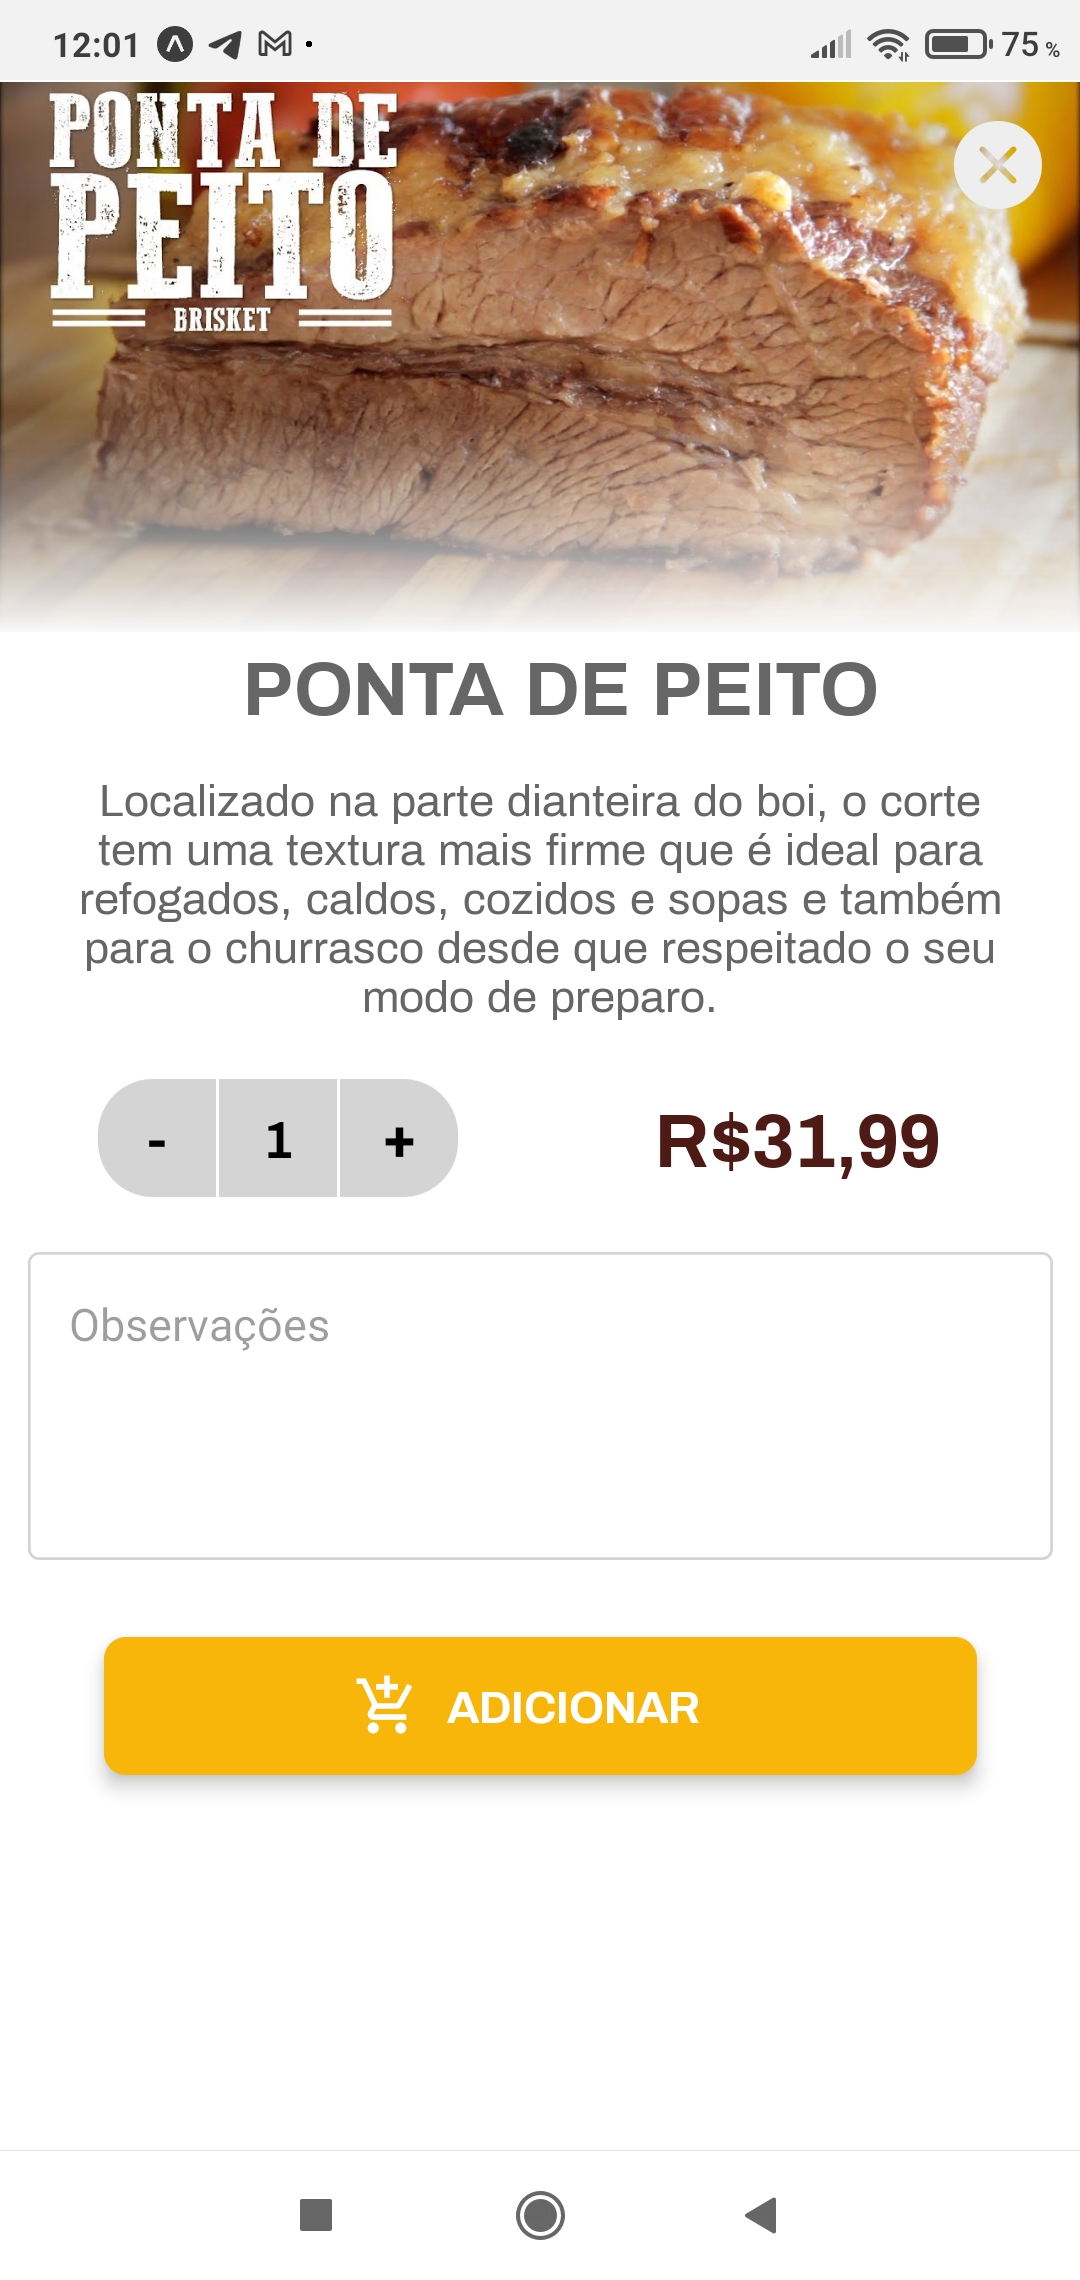 12:01
75 %
PONTA DE
PEITO
BRISKET
PONTA DE PEITO
Localizado na parte dianteira do boi, o corte
tem uma textura mais firme que é ideal para
refogados, caldos, cozidos e sopas e também
para o churrasco desde que respeitado o seu
modo de preparo.
- 1 +
R$31,99
Observações
ADICIONAR